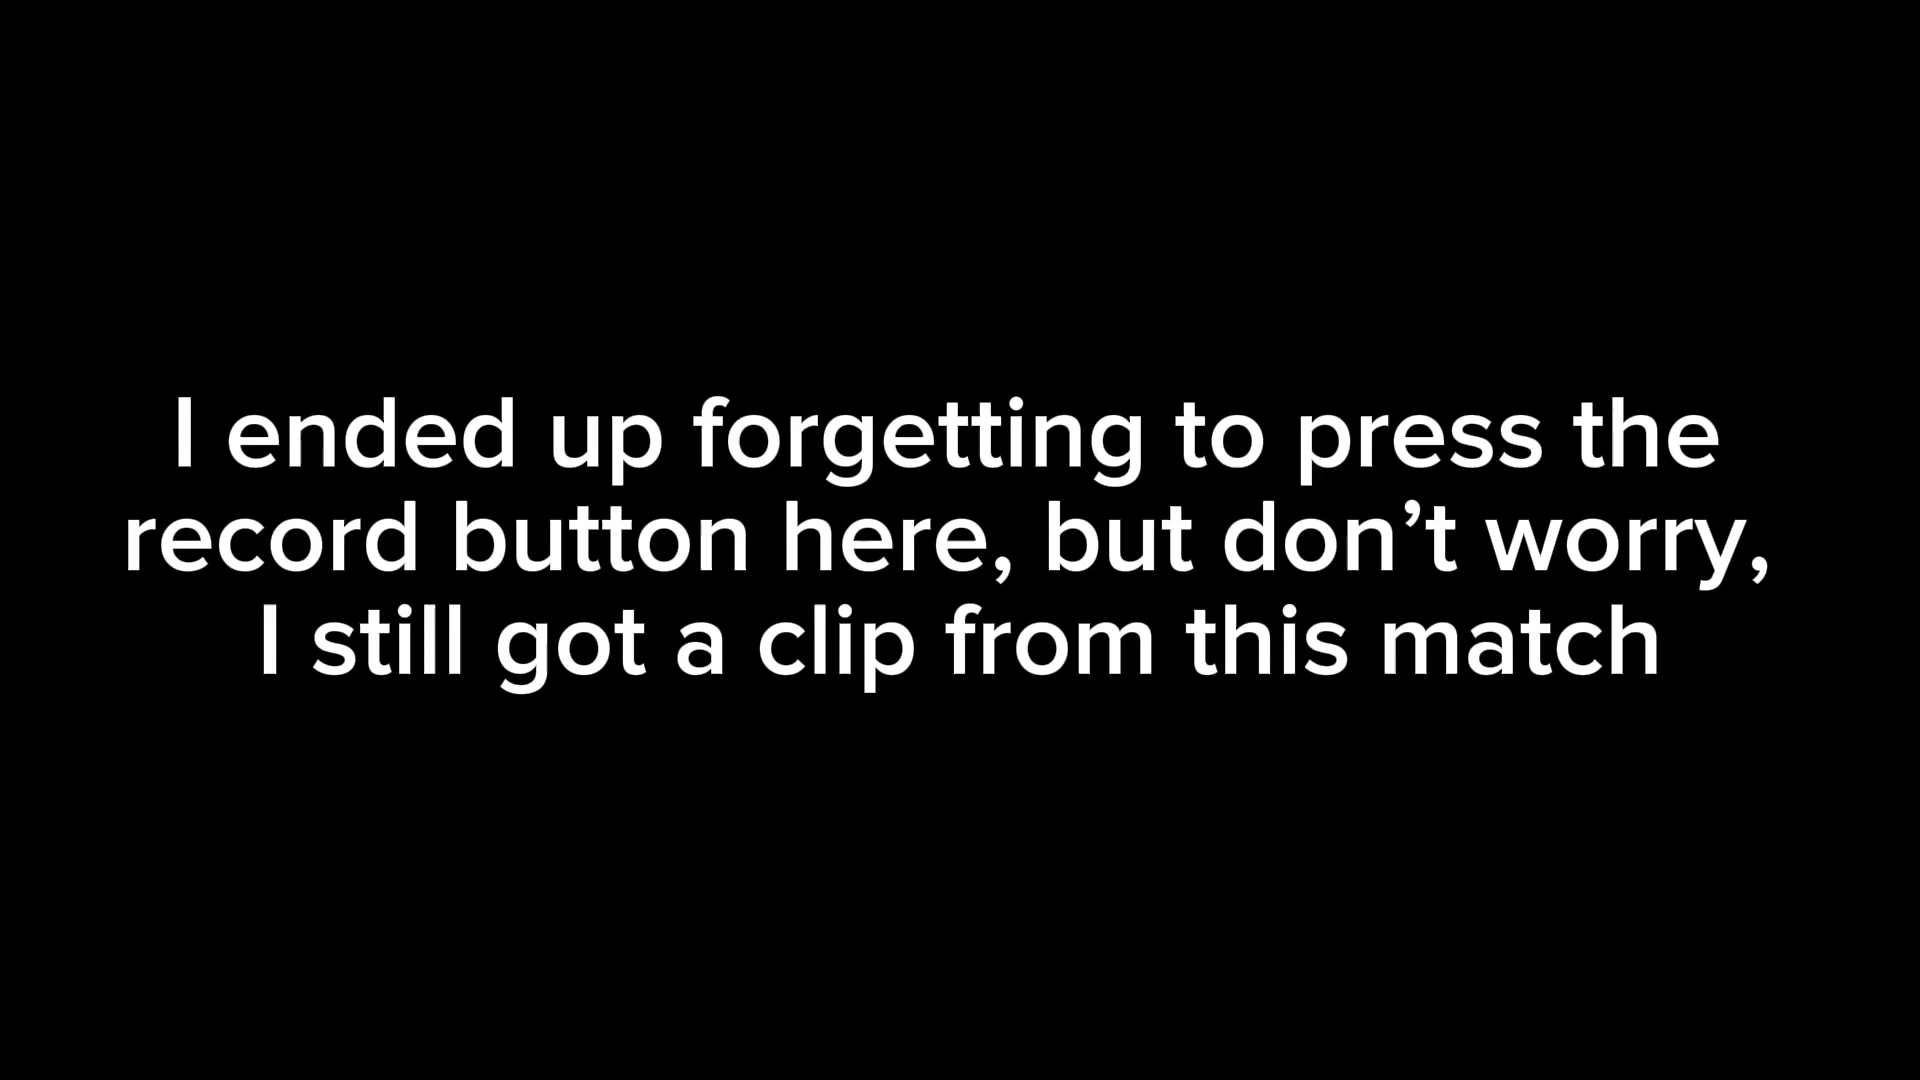 I ended up forgetting to press the
record button here, but don’t worry,
I still got a clip from this match